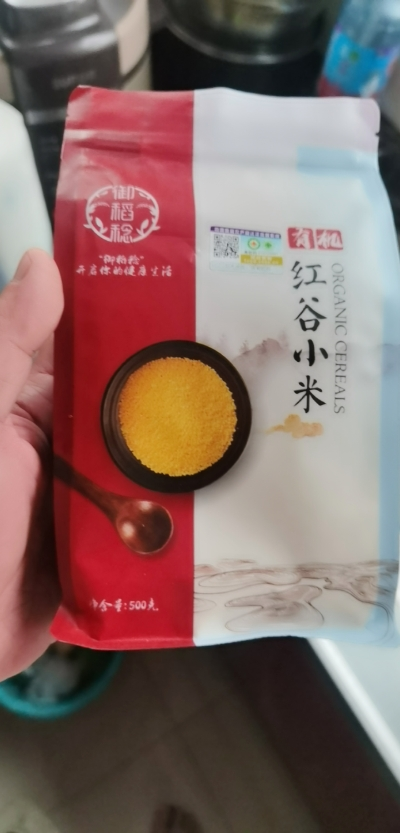 御稻稔
"御稻稔"
开启你的健康生活
有机
红谷小米
ORGANIC CEREALS
净含量:500克